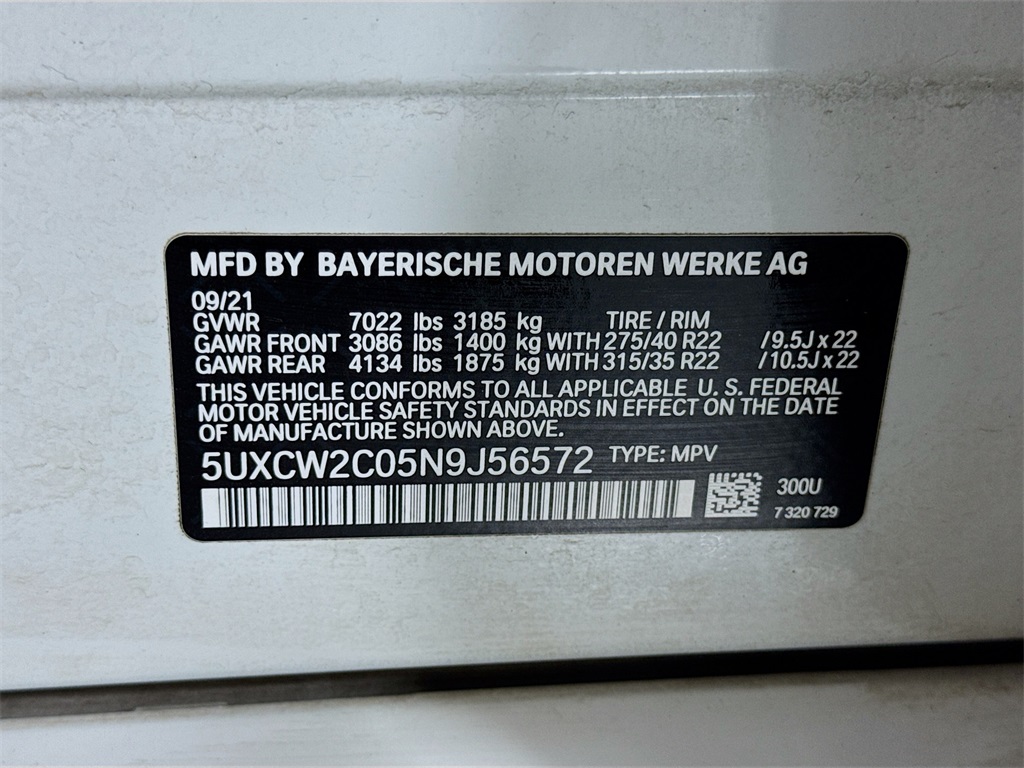 MFD BY BAYERISCHE MOTOREN WERKE AG
09/21
GVWR 7022 lbs 3185 kg TIRE / RIM
GAWR FRONT 3086 lbs 1400 kg WITH 275/40 R22 /9.5J x 22
GAWR REAR 4134 lbs 1875 kg WITH 315/35 R22 /10.5J x 22
THIS VEHICLE CONFORMS TO ALL APPLICABLE U. S. FEDERAL
MOTOR VEHICLE SAFETY STANDARDS IN EFFECT ON THE DATE
OF MANUFACTURE SHOWN ABOVE.
5UXCW2C05N9J56572 TYPE: MPV
300U
7 320 729